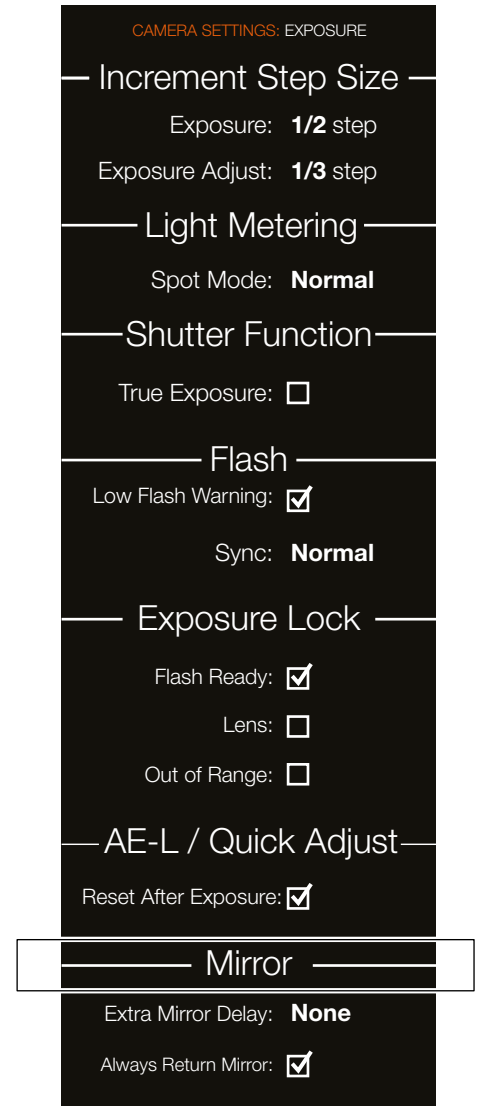 CAMERA SETTINGS: EXPOSURE
Increment Step Size
Exposure: 1/2 step
Exposure Adjust: 1/3 step
Light Metering
Spot Mode: Normal
Shutter Function
True Exposure:
Flash
Low Flash Warning:
Sync: Normal
Exposure Lock
Flash Ready:
Lens:
Out of Range:
AE-L / Quick Adjust
Reset After Exposure:
Mirror
Extra Mirror Delay: None
Always Return Mirror: